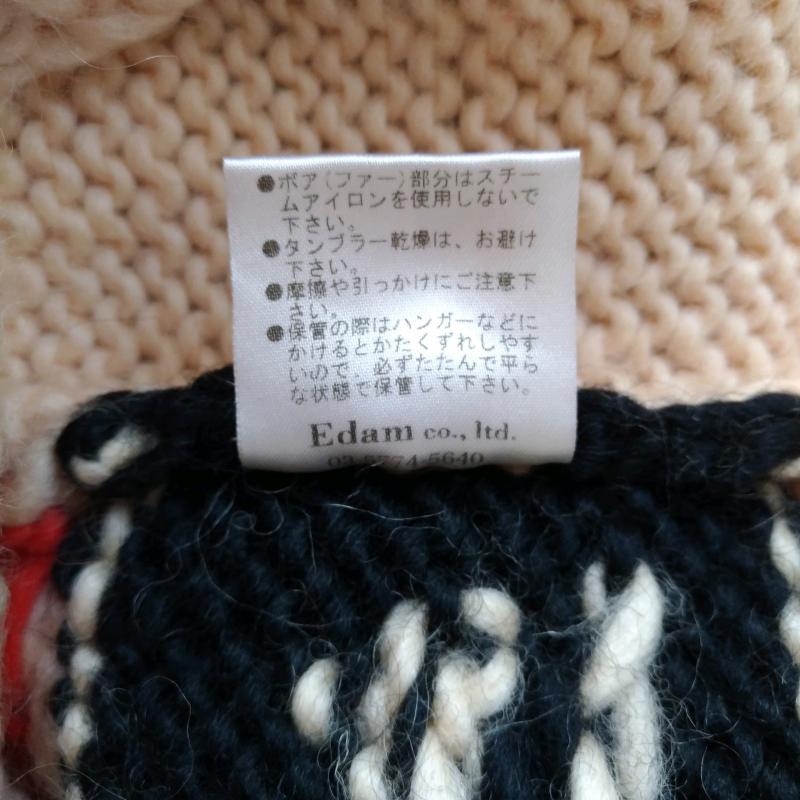 ●ボア(ファー)部分はスチー
ムアイロンを使用しないで
下さい。
●タンブラー乾燥は、お避け
下さい。
●摩擦や引っかけにご注意下
さい。
●保管の際はハンガーなどに
かけるとかたくずれしやす
いので、必ずたたんで平ら
な状態で保管して下さい。
Edam co., ltd.
03-5774-5640